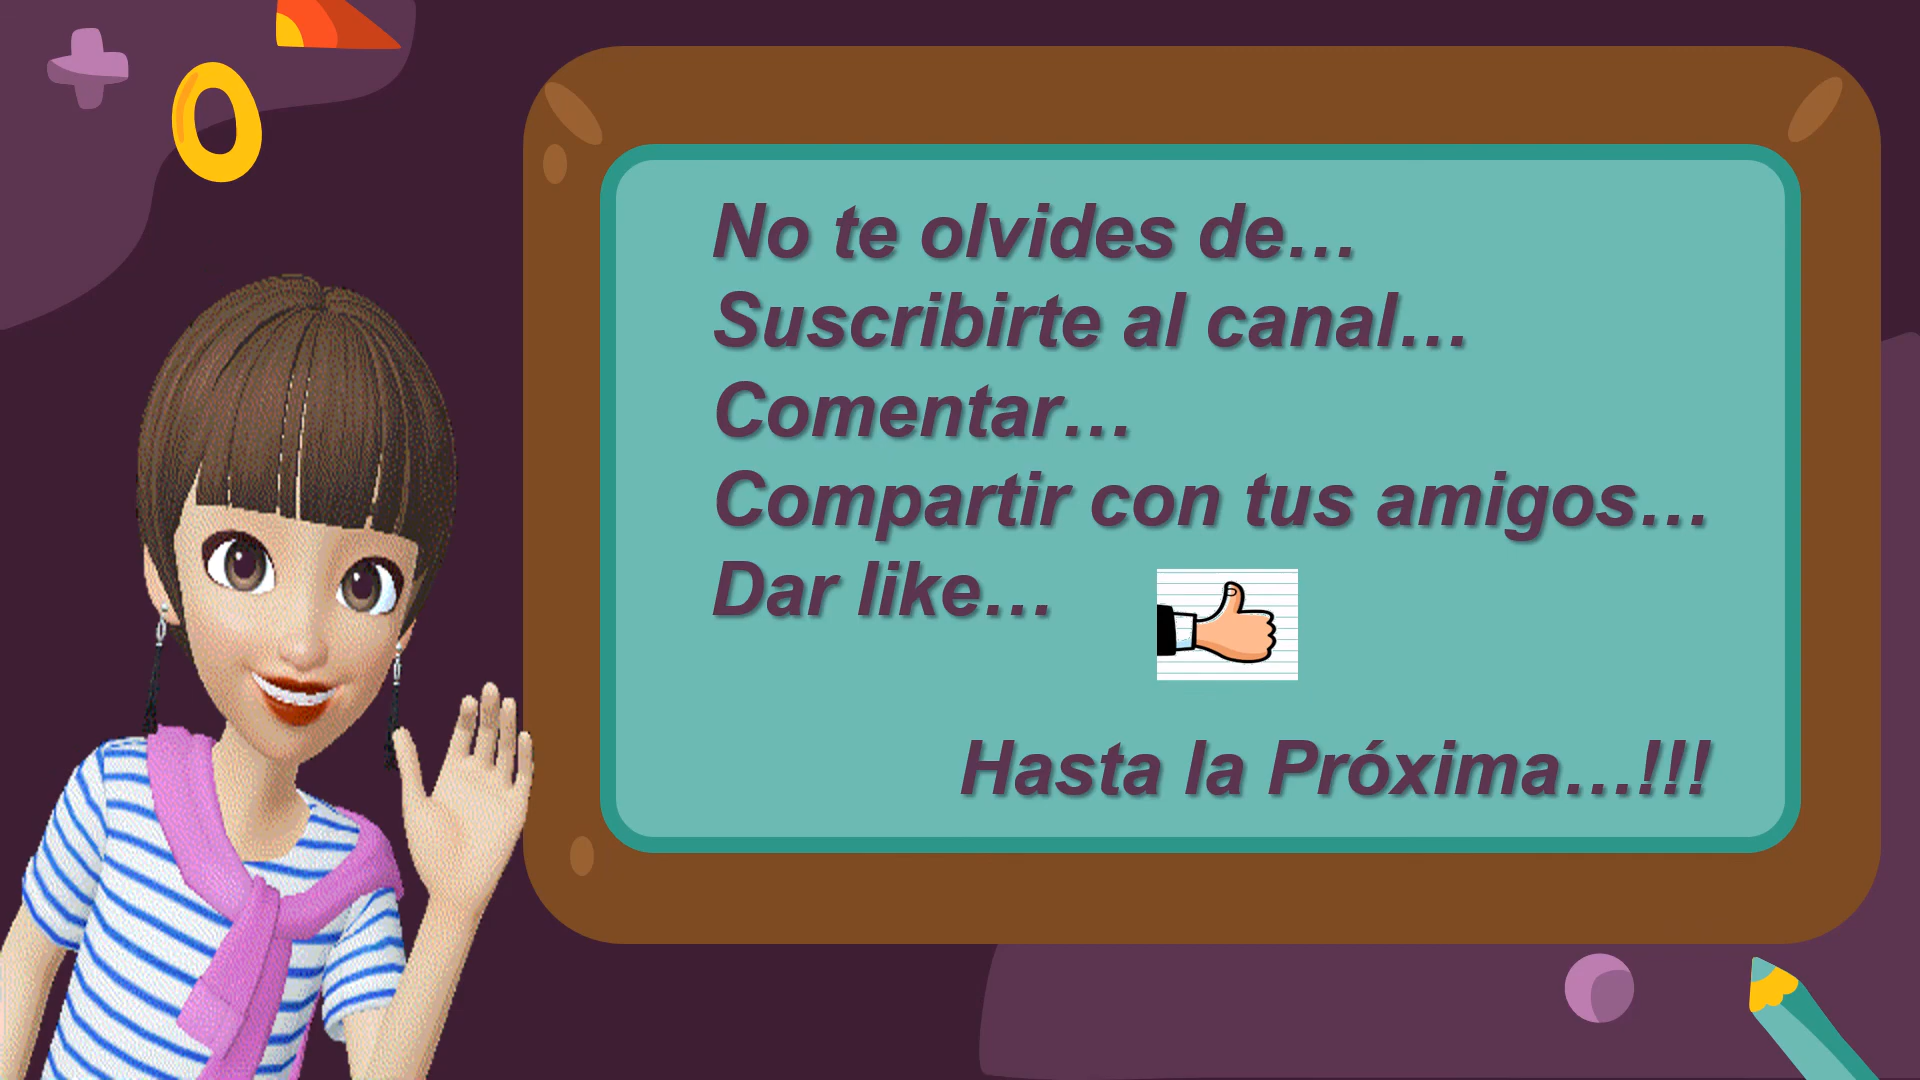 No te olvides de...
Suscribirte al canal...
Comentar...
Compartir con tus amigos...
Dar like...
Hasta la Próxima...!!!